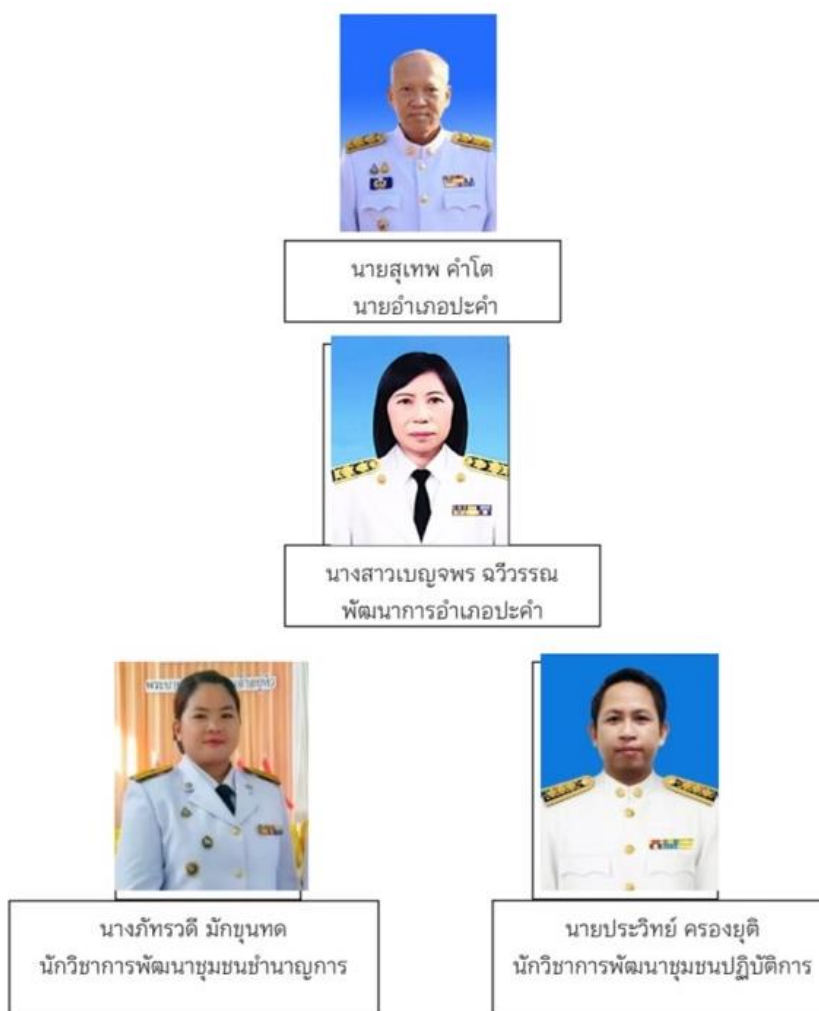 นายสุเทพ คำโต
นายอำเภอปะคำ
นางสาวเบญจพร ฉวีวรรณ
พัฒนาการอำเภอปะคำ
นางภัทรวดี มักขุนทด
นักวิชาการพัฒนาชุมชนชำนาญการ
นายประวิทย์ ครองยุติ
นักวิชาการพัฒนาชุมชนปฏิบัติการ